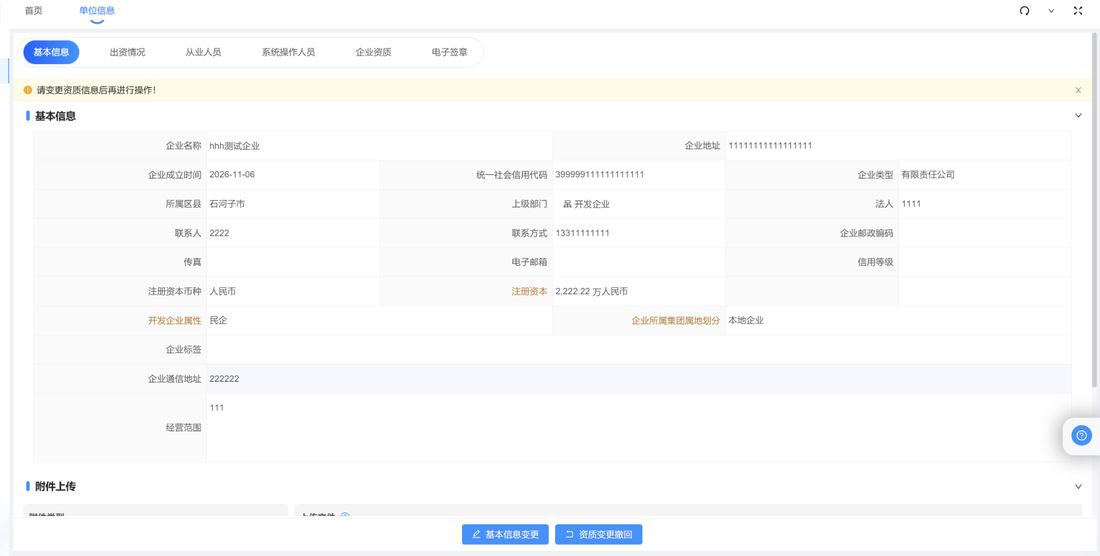 首页 单位信息
基本信息 出资情况 从业人员 系统操作人员 企业资质 电子签章
请变更资质信息后再进行操作!
基本信息
企业名称 hhh测试企业 企业地址 11111111111111111
企业成立时间 2026-11-06 统一社会信用代码 399999111111111111 企业类型 有限责任公司
所属区县 石河子市 上级部门 开发企业 法人 1111
联系人 2222 联系方式 13311111111 企业邮政编码
传真 电子邮箱 信用等级
注册资本币种 人民币 注册资本 2,222.22 万人民币
开发企业属性 民企 企业所属集团属地划分 本地企业
企业标签
企业通信地址 222222
经营范围 111
附件上传
附件类型 上传文件
基本信息变更 资质变更撤回